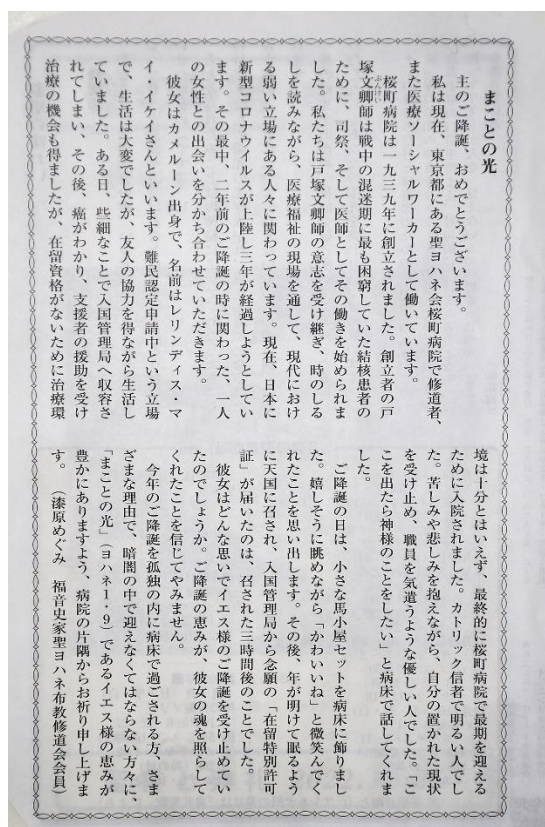 まことの光
主のご降誕、おめでとうございます。
私は現在、東京都にある聖ヨハネ会桜町病院で修道者、
また医療ソーシャルワーカーとして働いています。
桜町病院は一九三九年に創立されました。創立者の戸
塚文卿師は戦中の混迷期に最も困窮していた結核患者の
ために、司祭、そして医師としてその働きを始められま
した。私たちは戸塚文卿師の意志を受け継ぎ、時のしる
しを読みながら、医療福祉の現場を通して、現代におけ
る弱い立場にある人々に関わっています。現在、日本に
新型コロナウイルスが上陸し三年が経過しようとしてい
ます。その最中、二年前のご降誕の時に関わった、一人
の女性との出会いを分かち合わせていただきます。
彼女はカメルーン出身で、名前はレリンディス・マ
イ・イケイさんといいます。難民認定申請中という立場
で、生活は大変でしたが、友人の協力を得ながら生活し
ていました。ある日、些細なことで入国管理局へ収容さ
れてしまい、その後、癌がわかり、支援者の援助を受け
治療の機会も得ましたが、在留資格がないために治療環
境は十分とはいえず、最終的に桜町病院で最期を迎える
ために入院されました。カトリック信者で明るい人でし
た。苦しみや悲しみを抱えながら、自分の置かれた現状
を受け止め、職員を気遣うような優しい人でした。「こ
こを出たら神様のことをしたい」と病床で話してくれま
した。
ご降誕の日は、小さな馬小屋セットを病床に飾りまし
た。嬉しそうに眺めながら「かわいいね」と微笑んでく
れたことを思い出します。その後、年が明けて眠るよう
に天国に召され、入国管理局から念願の「在留特別許可
証」が届いたのは、召された三時間後のことでした。
彼女はどんな思いでイエス様のご降誕を受け止めてい
たのでしょうか。ご降誕の恵みが、彼女の魂を照らして
くれたことを信じてやみません。
今年のご降誕を孤独の内に病床で過ごされる方、さま
ざまな理由で、暗闇の中で迎えなくてはならない方々に、
「まことの光」（ヨハネ1・9）であるイエス様の恵みが
豊かにありますよう、病院の片隅からお祈り申し上げま
す。（漆原めぐみ　福音史家聖ヨハネ布教修道会会員）